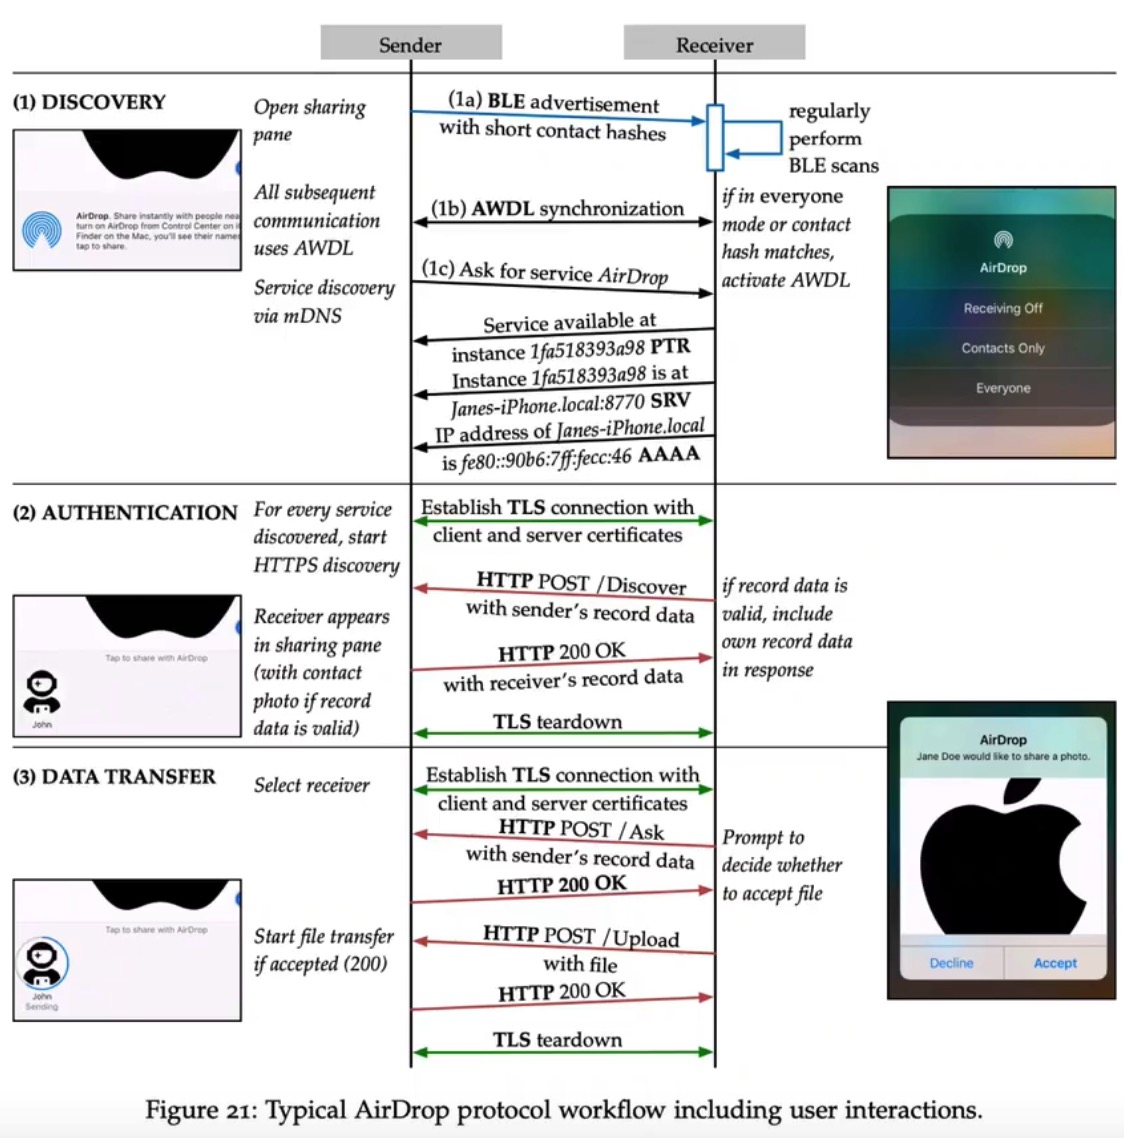 Sender
Receiver
(1) DISCOVERY
Open sharing
pane
(1a) BLE advertisement
with short contact hashes
regularly
perform
BLE scans
AirDrop. Share instantly with people nea
turn on AirDrop from Control Center on i
Finder on the Mac, you'll see their name
tap to share.
All subsequent
communication
uses AWDL
(1b) AWDL synchronization
if in everyone
mode or contact
hash matches,
activate AWDL
Service discovery
via mDNS
(1c) Ask for service AirDrop
Service available at
instance 1fa518393a98 PTR
Instance 1fa518393a98 is at
Janes-iPhone.local:8770 SRV
IP address of Janes-iPhone.local
is fe80::90b6:7ff:fecc:46 AAAA
AirDrop
Receiving Off
Contacts Only
Everyone
(2) AUTHENTICATION
For every service
discovered, start
HTTPS discovery
Establish TLS connection with
client and server certificates
HTTP POST /Discover
with sender's record data
if record data is
valid, include
own record data
in response
Tap to share with AirDrop
John
Receiver appears
in sharing pane
(with contact
photo if record
data is valid)
HTTP 200 OK
with receiver's record data
TLS teardown
(3) DATA TRANSFER
Select receiver
Establish TLS connection with
client and server certificates
HTTP POST /Ask
with sender's record data
HTTP 200 OK
Prompt to
decide whether
to accept file
AirDrop
Jane Doe would like to share a photo.
Decline
Accept
Tap to share with AirDrop
John
Sending
Start file transfer
if accepted (200)
HTTP POST /Upload
with file
HTTP 200 OK
TLS teardown
Figure 21: Typical AirDrop protocol workflow including user interactions.